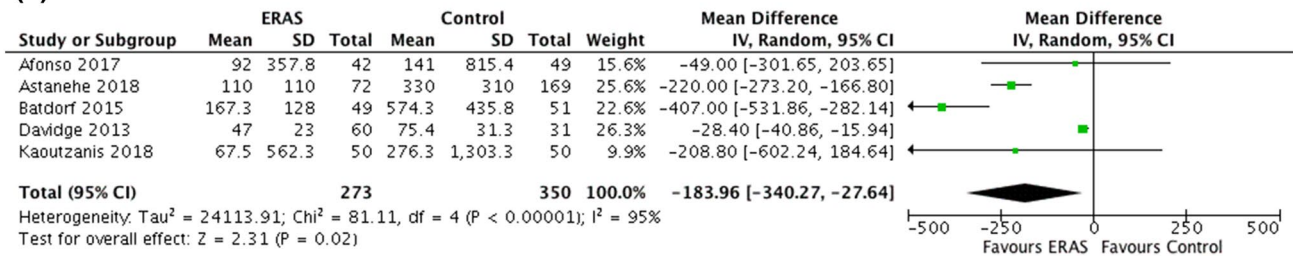 ERAS Control Mean Difference Mean Difference
Study or Subgroup Mean SD Total Mean SD Total Weight IV, Random, 95% CI IV, Random, 95% CI
Afonso 2017 92 357.8 42 141 815.4 49 15.6% −49.00 [−301.65, 203.65]
Astanehe 2018 110 110 72 330 310 169 25.6% −220.00 [−273.20, −166.80]
Batdorf 2015 167.3 128 49 574.3 435.8 51 22.6% −407.00 [−531.86, −282.14]
Davidge 2013 47 23 60 75.4 31.3 31 26.3% −28.40 [−40.86, −15.94]
Kaoutzanis 2018 67.5 562.3 50 276.3 1,303.3 50 9.9% −208.80 [−602.24, 184.64]
Total (95% CI) 273 350 100.0% −183.96 [−340.27, −27.64]
Heterogeneity: Tau² = 24113.91; Chi² = 81.11, df = 4 (P < 0.00001); I² = 95%
Test for overall effect: Z = 2.31 (P = 0.02)
−500 −250 0 250 500
Favours ERAS Favours Control